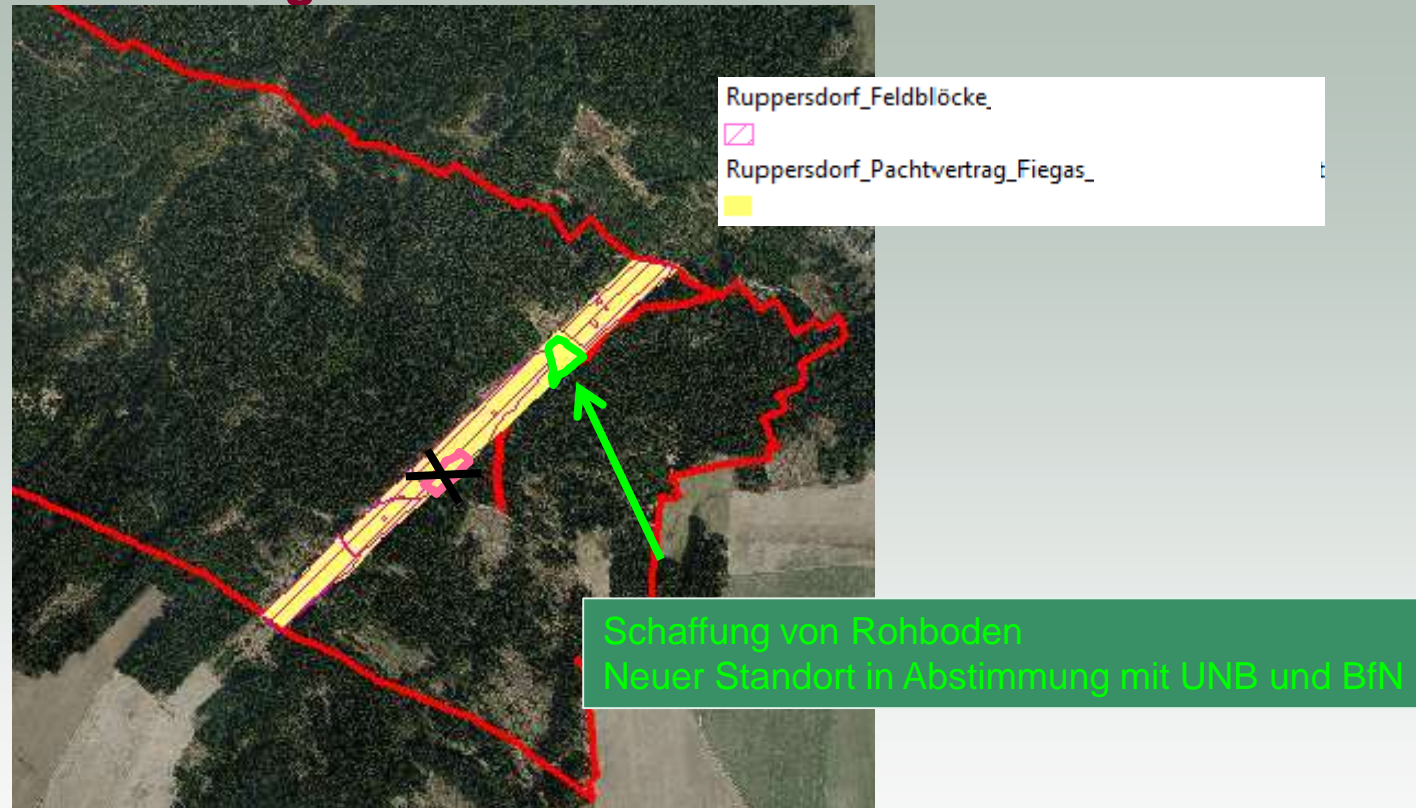 Ruppersdorf_Feldblöcke_
Ruppersdorf_Pachtvertrag_Fiegas_
Schaffung von Rohboden
Neuer Standort in Abstimmung mit UNB und BfN